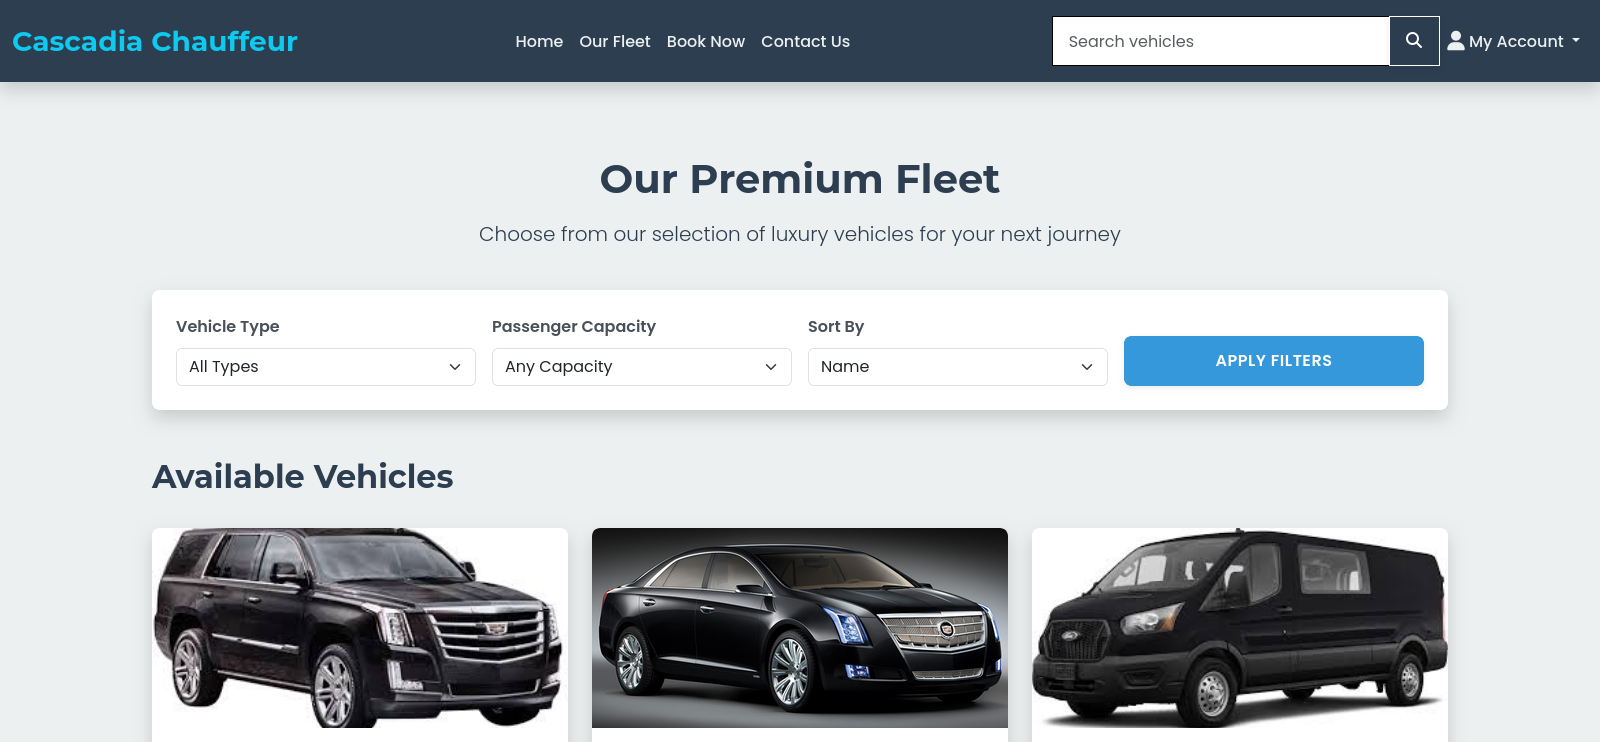 Cascadia Chauffeur
Home Our Fleet Book Now Contact Us
Search vehicles
My Account
Our Premium Fleet
Choose from our selection of luxury vehicles for your next journey
Vehicle Type Passenger Capacity Sort By
All Types Any Capacity Name
APPLY FILTERS
Available Vehicles